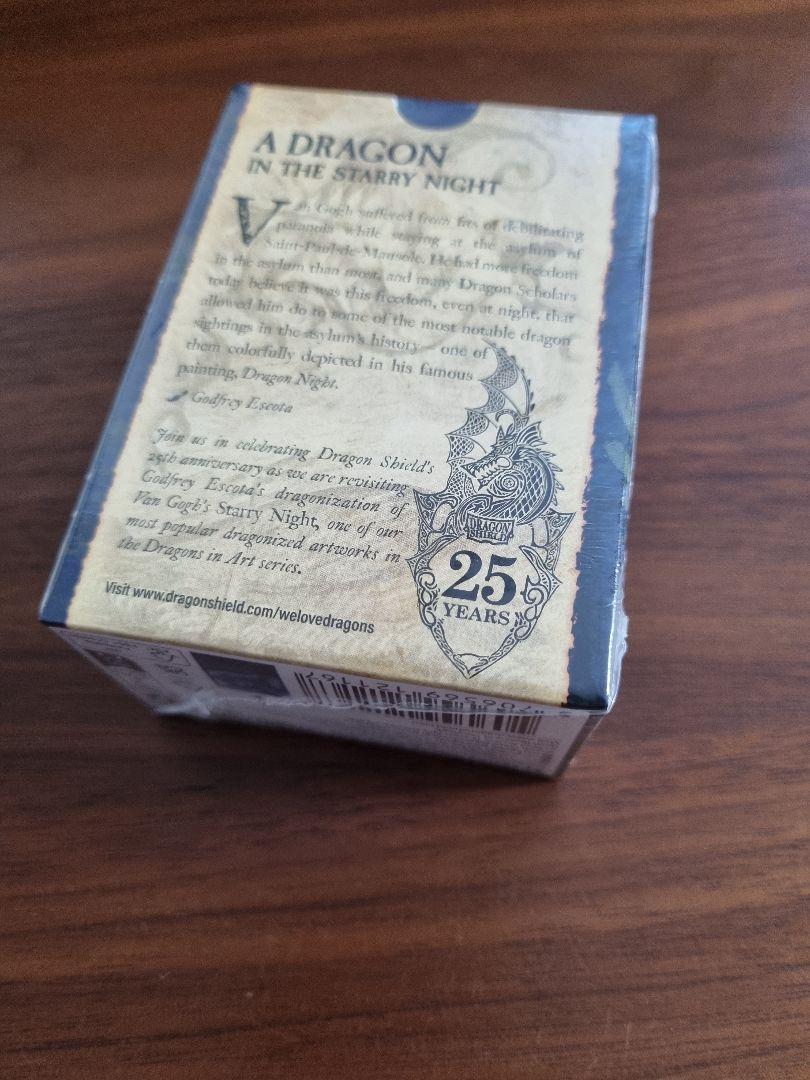 A DRAGON
IN THE STARRY NIGHT
Van Gogh suffered from fits of debilitating
paranoia while staying at the asylum of
Saint-Paul-de-Mausole. He had more freedom
in the asylum than most, and many Dragon Scholars
today believe it was this freedom, even at night, that
allowed him do to some of the most notable dragon
sightings in the asylum's history – one of
them colorfully depicted in his famous
painting, Dragon Night.
Godfrey Escota
Join us in celebrating Dragon Shield's
25th anniversary as we are revisiting
Godfrey Escota's dragonization of
Van Gogh's Starry Night, one of our
most popular dragonized artworks in
the Dragons in Art series.
DRAGON
SHIELD
25
YEARS
Visit www.dragonshield.com/welovedragons